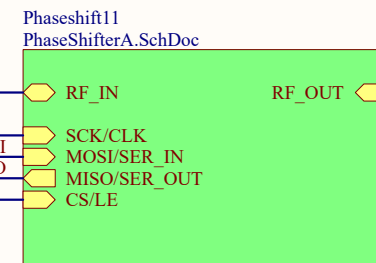 Phaseshift11
PhaseShifterA.SchDoc
RF_IN
RF_OUT
SCK/CLK
MOSI/SER_IN
MISO/SER_OUT
CS/LE